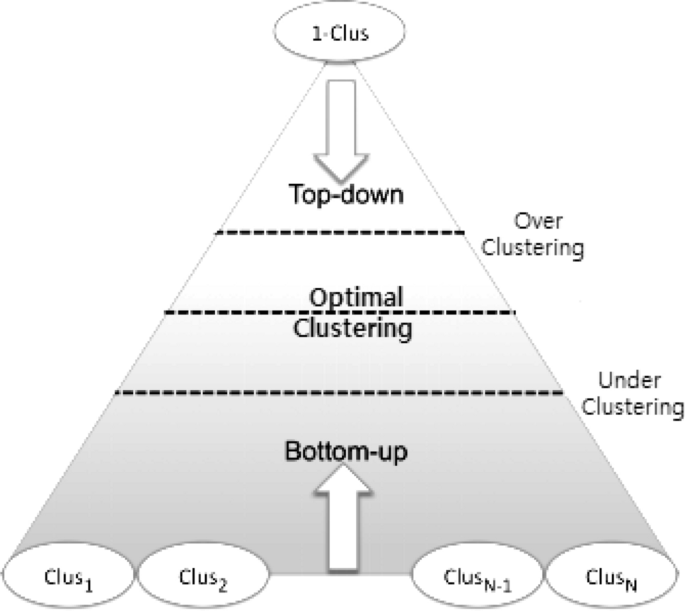 1-Clus
Top-down
Over
Clustering
Optimal
Clustering
Under
Clustering
Bottom-up
Clus1
Clus2
ClusN-1
ClusN